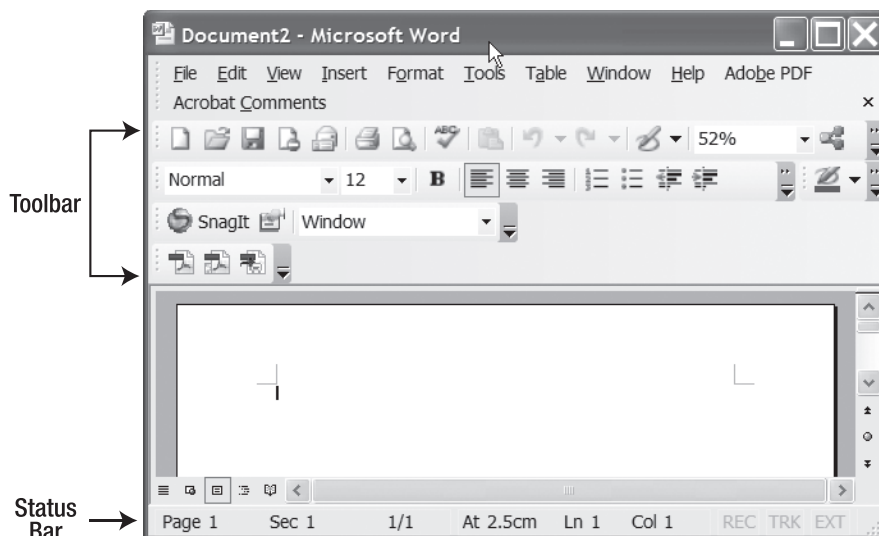 Document2 - Microsoft Word
File Edit View Insert Format Tools Table Window Help Adobe PDF
Acrobat Comments
ABC
52%
Toolbar
Normal 12 B
SnagIt Window
Status
Bar
Page 1 Sec 1 1/1 At 2.5cm Ln 1 Col 1 REC TRK EXT